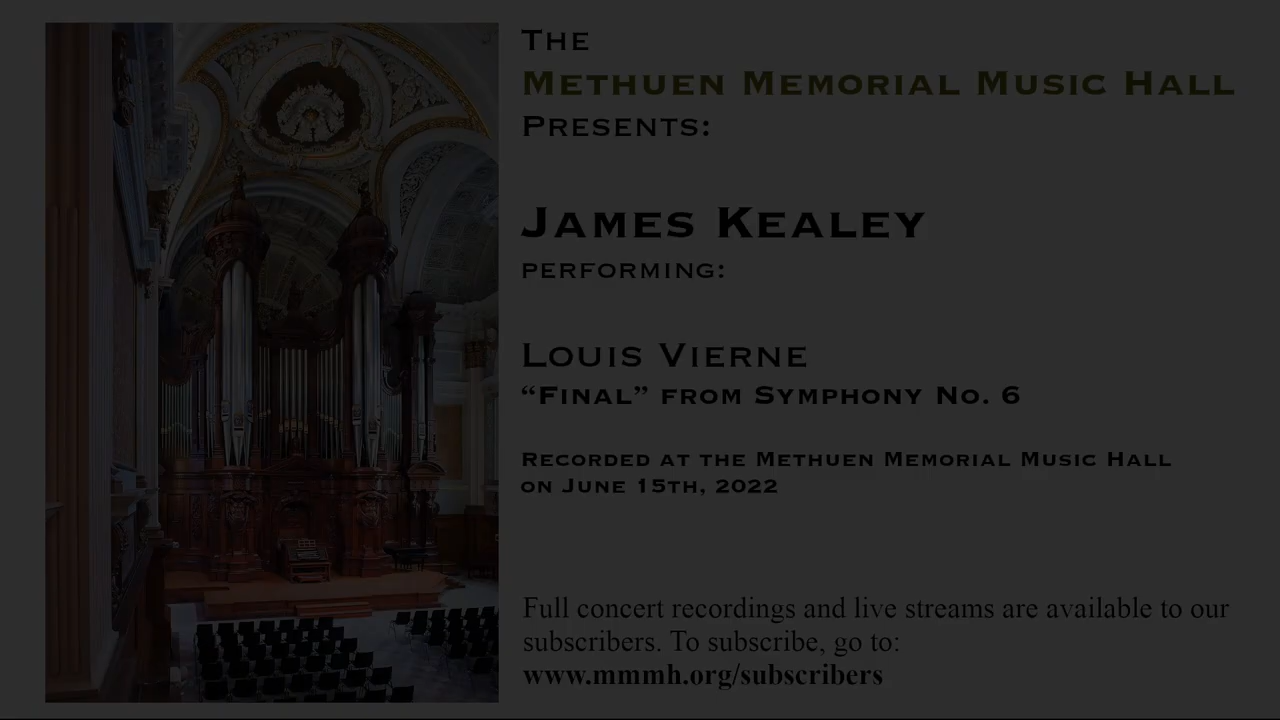 The
Methuen Memorial Music Hall
Presents:
James Kealey
performing:
Louis Vierne
“Final” from Symphony No. 6
Recorded at the Methuen Memorial Music Hall
on June 15th, 2022
Full concert recordings and live streams are available to our
subscribers. To subscribe, go to:
www.mmmh.org/subscribers